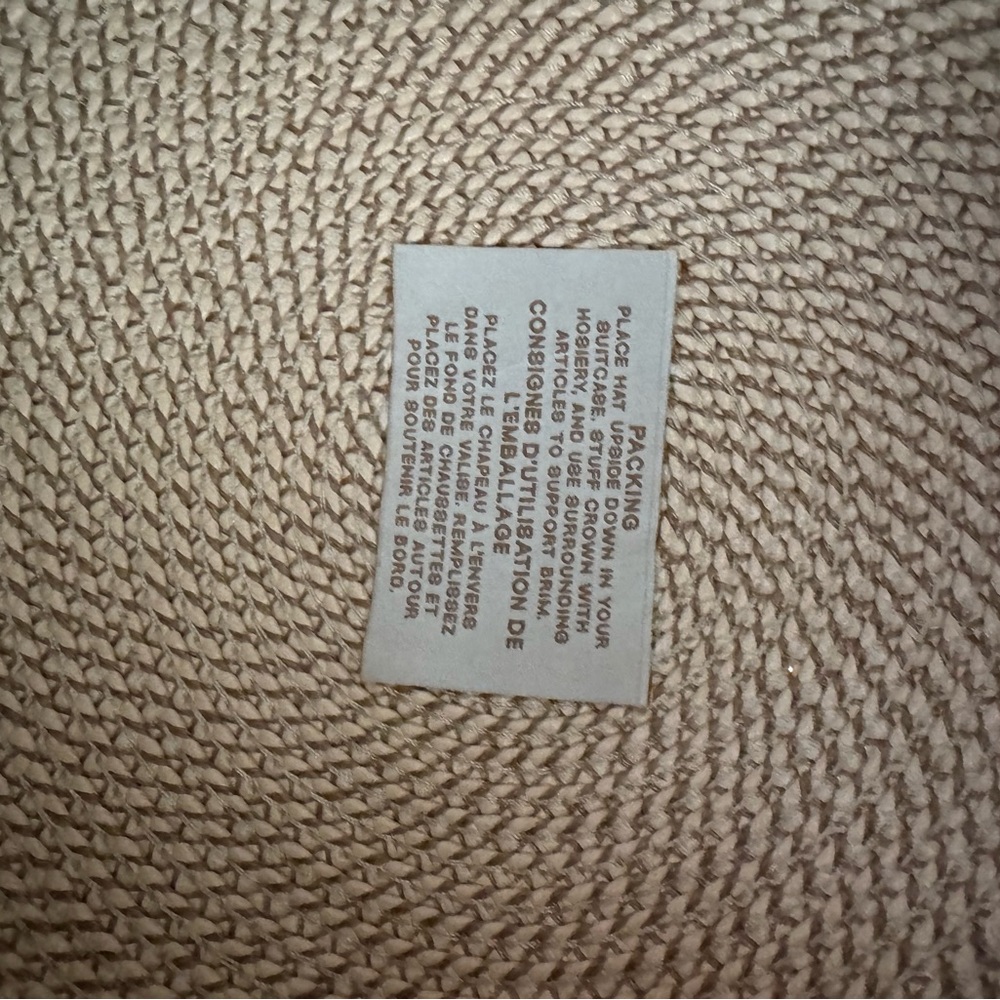 PACKING
PLACE HAT UPSIDE DOWN IN YOUR
SUITCASE. STUFF CROWN WITH
HOSIERY, AND USE SURROUNDING
ARTICLES TO SUPPORT BRIM.
CONSIGNES D'UTILISATION DE
L'EMBALLAGE
PLACEZ LE CHAPEAU À L'ENVERS
DANS VOTRE VALISE. REMPLISSEZ
LE FOND DE CHAUSSETTES ET
PLACEZ DES ARTICLES AUTOUR
POUR SOUTENIR LE BORD.